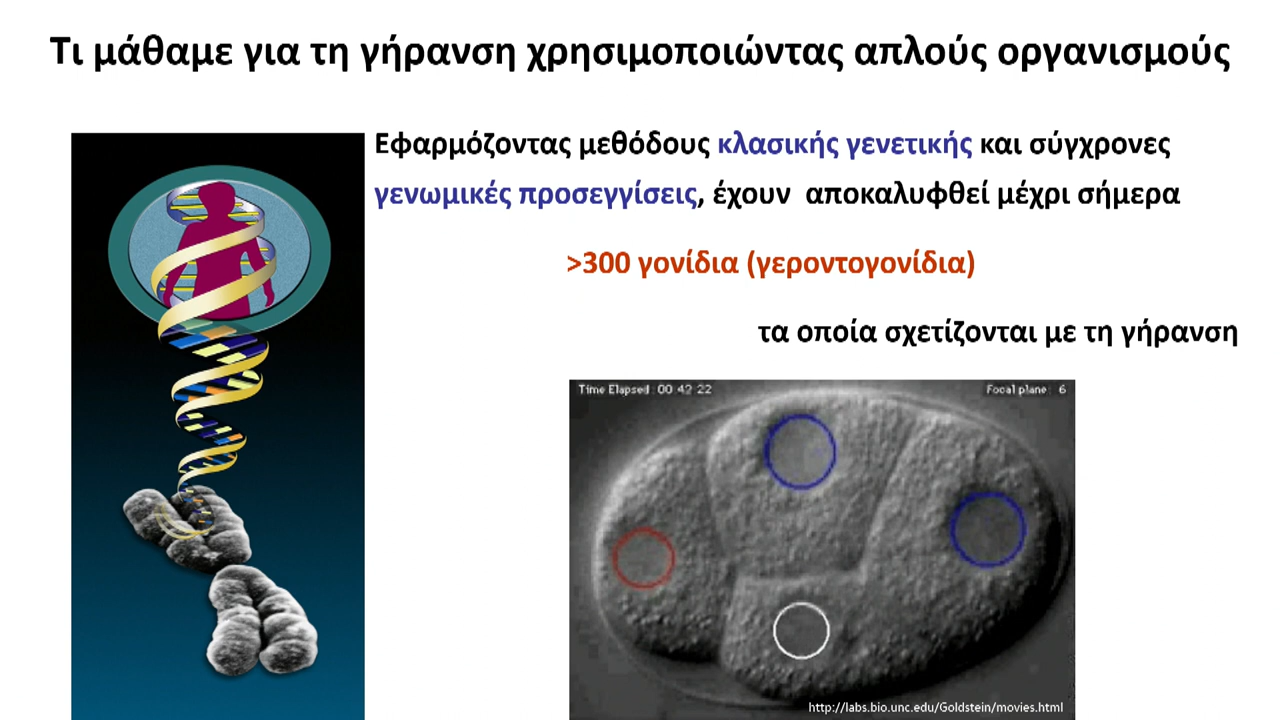 Τι μάθαμε για τη γήρανση χρησιμοποιώντας απλούς οργανισμούς
Εφαρμόζοντας μεθόδους κλασικής γενετικής και σύγχρονες
γενωμικές προσεγγίσεις, έχουν αποκαλυφθεί μέχρι σήμερα
>300 γονίδια (γεροντογονίδια)
τα οποία σχετίζονται με τη γήρανση
Time Elapsed : 00 42 22
Focal plane : 6
http://labs.bio.unc.edu/Goldstein/movies.html